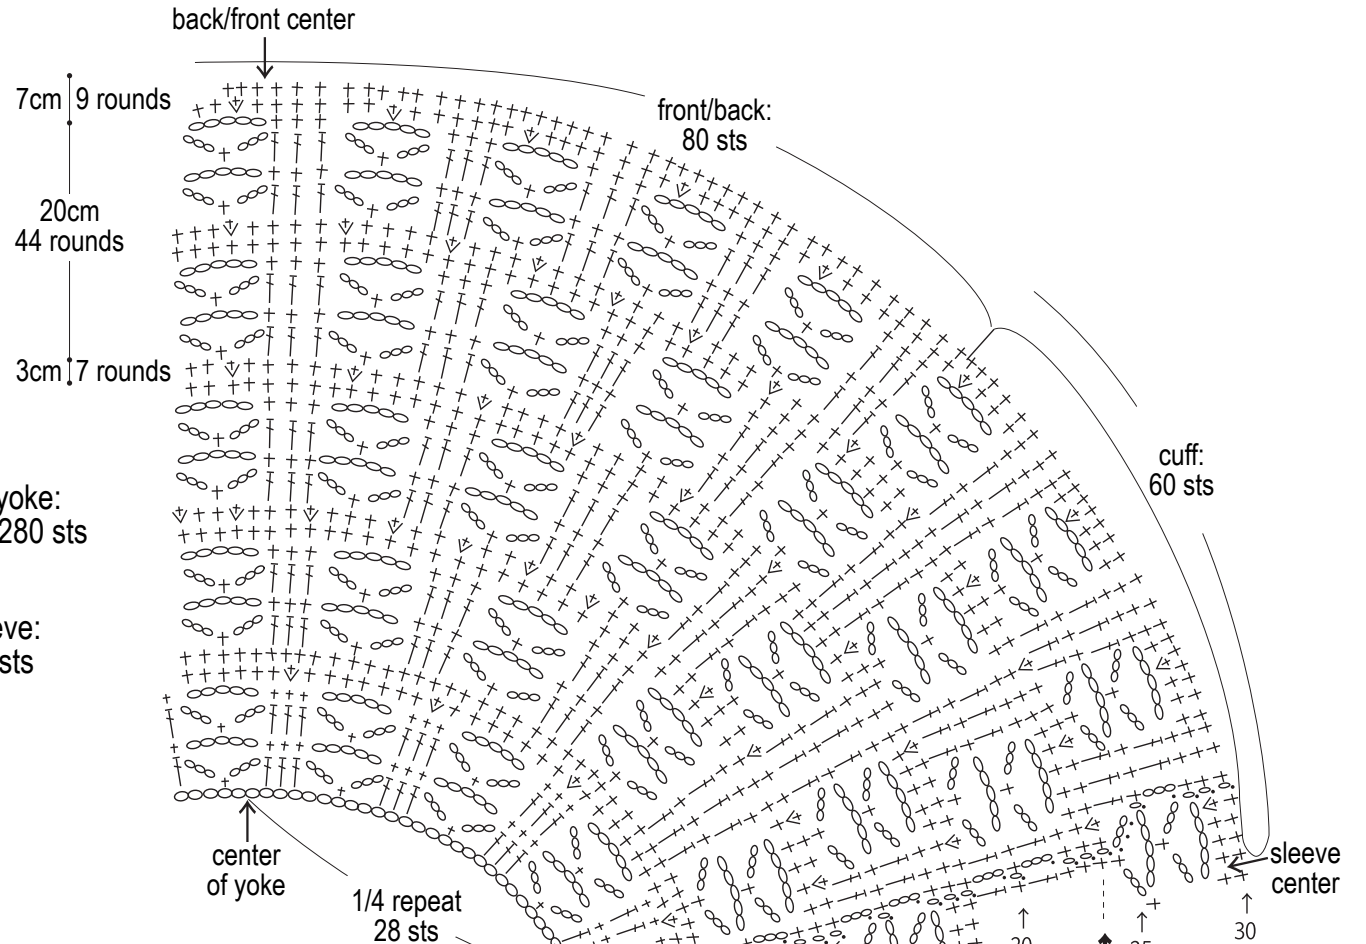 back/front center
7cm 9 rounds
front/back:
80 sts
20cm
44 rounds
3cm 7 rounds
cuff:
60 sts
yoke:
280 sts
sts
center
of yoke
1/4 repeat
28 sts
sleeve
center
30